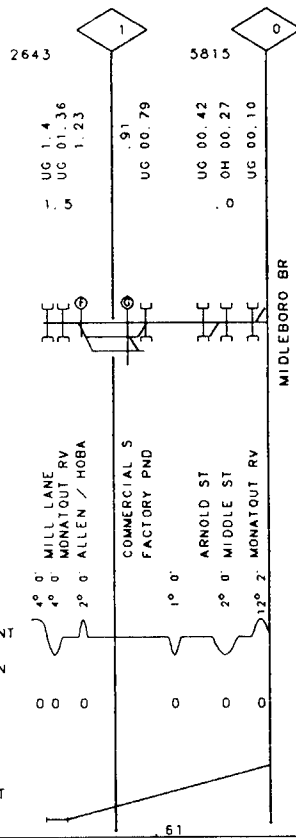 1
0
2643
5815
UG 1.4
UG 01.36
1.23
.91
UG 00.79
UG 00.42
OH 00.27
UG 00.10
1.5
.0
F
G
MIDLEBORO BR
MILL LANE
MONATQUT RV
ALLEN / HOBA
COMMERCIAL S
FACTORY PND
ARNOLD ST
MIDDLE ST
MONATQUT RV
4° 0'
4° 0'
2° 0'
1° 0'
2° 0'
12° 2'
NT
N
0 0 0 0 0 0
T
61